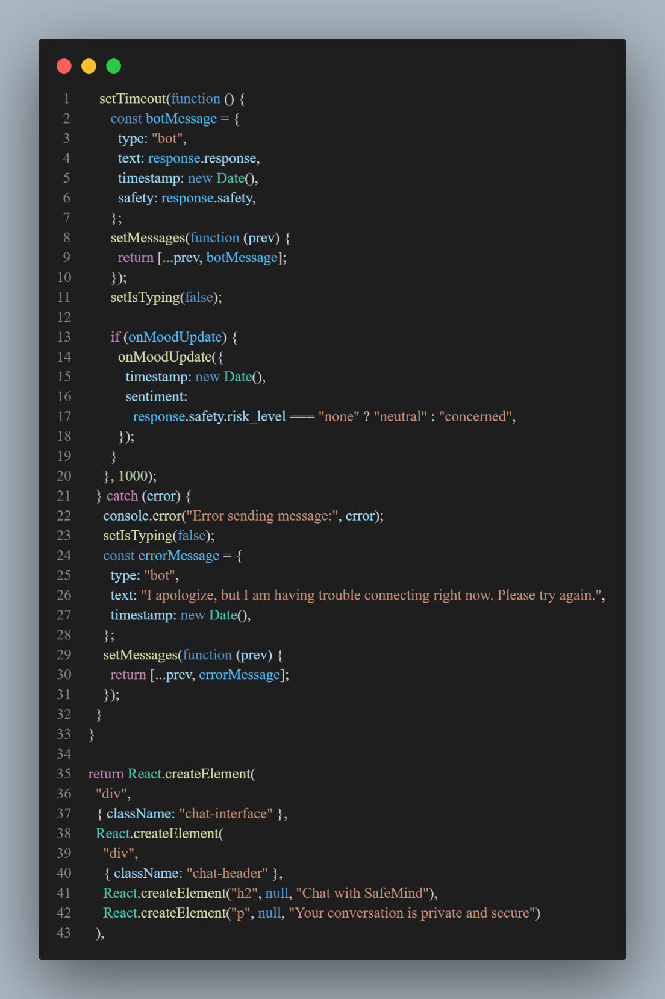 1 setTimeout(function () {
2 const botMessage = {
3 type: "bot",
4 text: response.response,
5 timestamp: new Date(),
6 safety: response.safety,
7 };
8 setMessages(function (prev) {
9 return [...prev, botMessage];
10 });
11 setIsTyping(false);
12
13 if (onMoodUpdate) {
14 onMoodUpdate({
15 timestamp: new Date(),
16 sentiment:
17 response.safety.risk_level === "none" ? "neutral" : "concerned",
18 });
19 }
20 }, 1000);
21 } catch (error) {
22 console.error("Error sending message:", error);
23 setIsTyping(false);
24 const errorMessage = {
25 type: "bot",
26 text: "I apologize, but I am having trouble connecting right now. Please try again.",
27 timestamp: new Date(),
28 };
29 setMessages(function (prev) {
30 return [...prev, errorMessage];
31 });
32 }
33 }
34
35 return React.createElement(
36 "div",
37 { className: "chat-interface" },
38 React.createElement(
39 "div",
40 { className: "chat-header" },
41 React.createElement("h2", null, "Chat with SafeMind"),
42 React.createElement("p", null, "Your conversation is private and secure")
43 ),